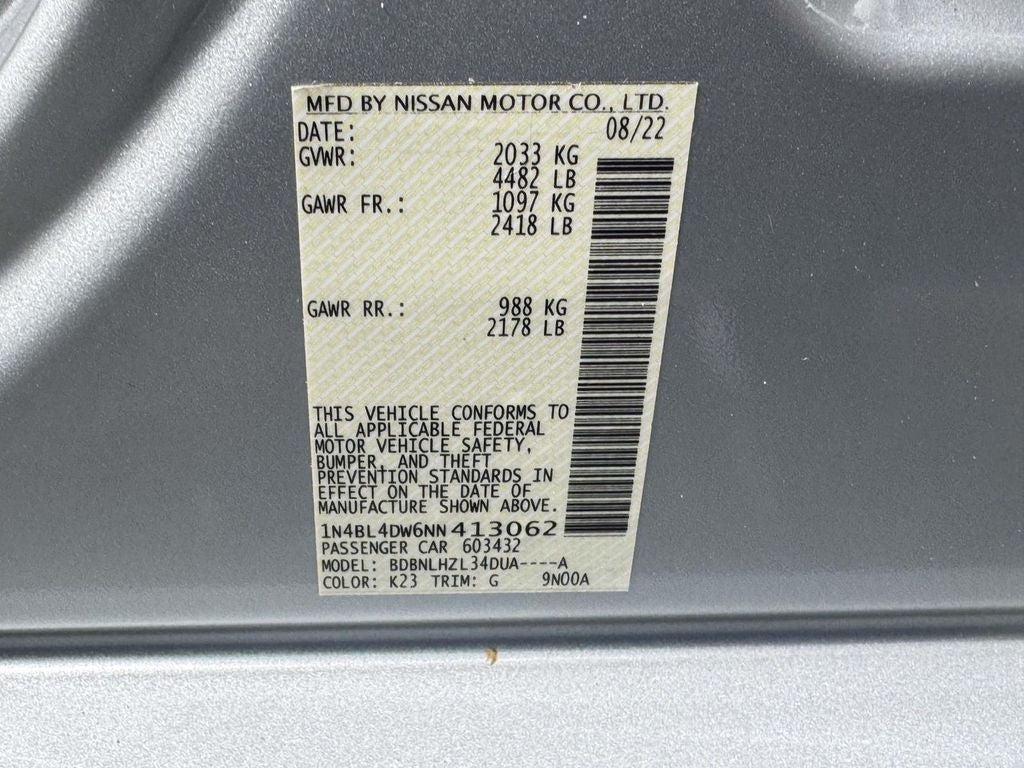 MFD BY NISSAN MOTOR CO., LTD.
DATE: 08/22
GVWR: 2033 KG
4482 LB
GAWR FR.: 1097 KG
2418 LB
GAWR RR.: 988 KG
2178 LB
THIS VEHICLE CONFORMS TO
ALL APPLICABLE FEDERAL
MOTOR VEHICLE SAFETY,
BUMPER, AND THEFT
PREVENTION STANDARDS IN
EFFECT ON THE DATE OF
MANUFACTURE SHOWN ABOVE.
1N4BL4DW6NN413062
PASSENGER CAR 603432
MODEL: BDBNLHZL34DUA----A
COLOR: K23 TRIM: G 9N00A